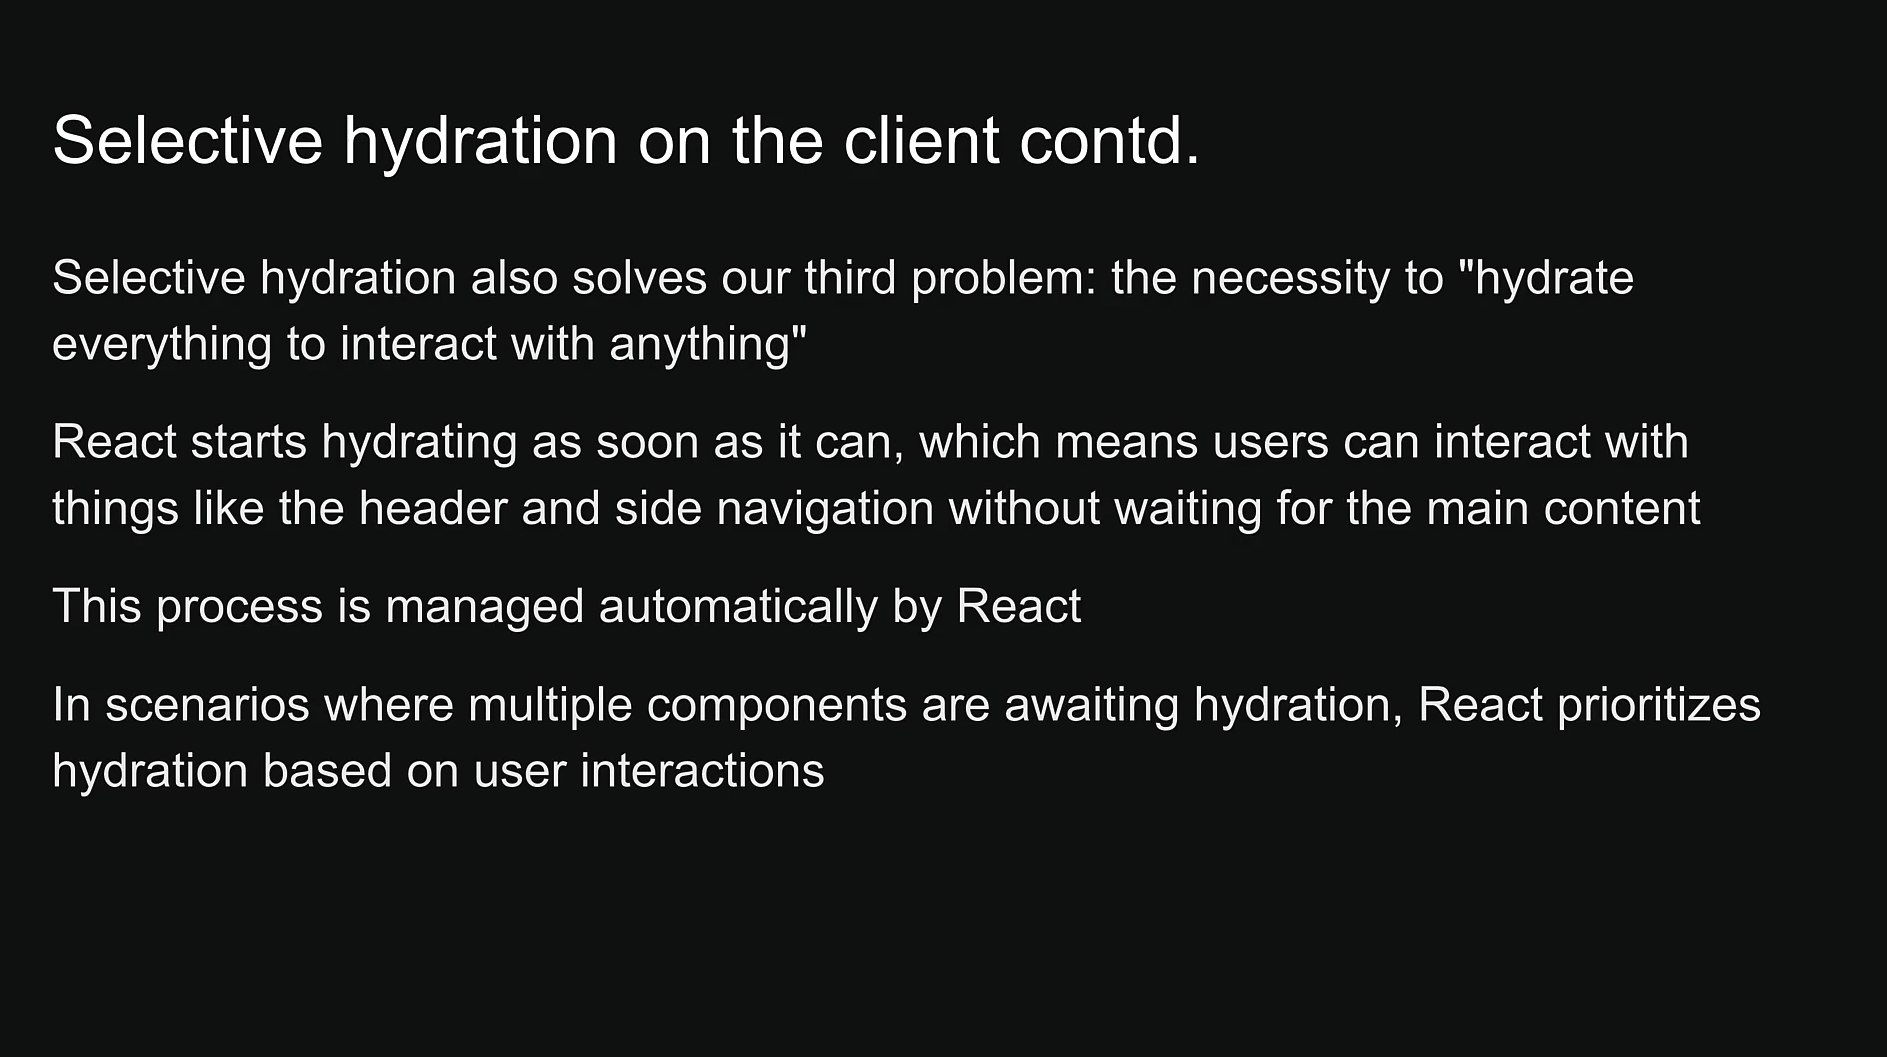 Selective hydration on the client contd.
Selective hydration also solves our third problem: the necessity to "hydrate
everything to interact with anything"
React starts hydrating as soon as it can, which means users can interact with
things like the header and side navigation without waiting for the main content
This process is managed automatically by React
In scenarios where multiple components are awaiting hydration, React prioritizes
hydration based on user interactions